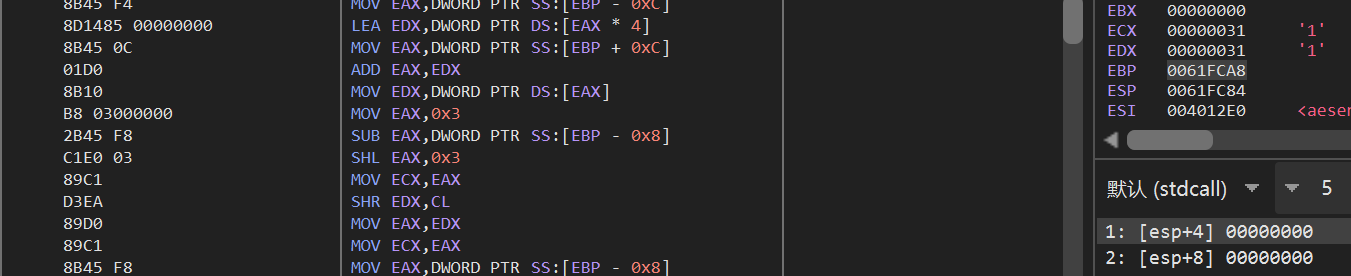 8B45 F4 MOV EAX,DWORD PTR SS:[EBP - 0xC]
8D1485 00000000 LEA EDX,DWORD PTR DS:[EAX * 4]
8B45 0C MOV EAX,DWORD PTR SS:[EBP + 0xC]
01D0 ADD EAX,EDX
8B10 MOV EDX,DWORD PTR DS:[EAX]
B8 03000000 MOV EAX,0x3
2B45 F8 SUB EAX,DWORD PTR SS:[EBP - 0x8]
C1E0 03 SHL EAX,0x3
89C1 MOV ECX,EAX
D3EA SHR EDX,CL
89D0 MOV EAX,EDX
89C1 MOV ECX,EAX
8B45 F8 MOV EAX,DWORD PTR SS:[EBP - 0x8]
EBX 00000000
ECX 00000031 '1'
EDX 00000031 '1'
EBP 0061FCA8
ESP 0061FC84
ESI 004012E0 <aesen
默认 (stdcall) 5
1: [esp+4] 00000000
2: [esp+8] 00000000